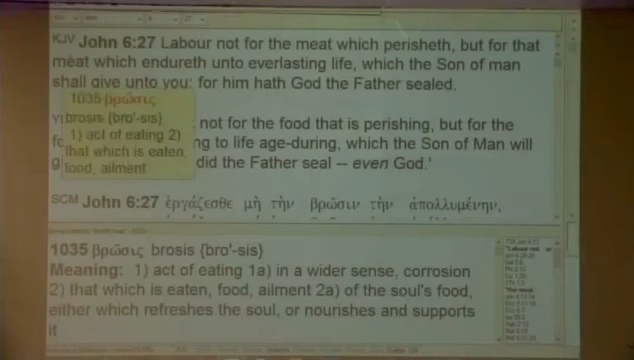 KJV John 6:27 Labour not for the meat which perisheth, but for that
meat which endureth unto everlasting life, which the Son of man
shall give unto you: for him hath God the Father sealed.
1035 βρῶσις
brosis {bro'-sis}
1) act of eating 2)
that which is eaten,
food, ailment
not for the food that is perishing, but for the
ng to life age-during, which the Son of Man will
did the Father seal -- even God.'
SCM John 6:27 ἐργάζεσθε μὴ τὴν βρῶσιν τὴν ἀπολλυμένην,
1035 βρῶσις brosis {bro'-sis}
Meaning: 1) act of eating 1a) in a wider sense, corrosion
2) that which is eaten, food, ailment 2a) of the soul's food,
either which refreshes the soul, or nourishes and supports
it